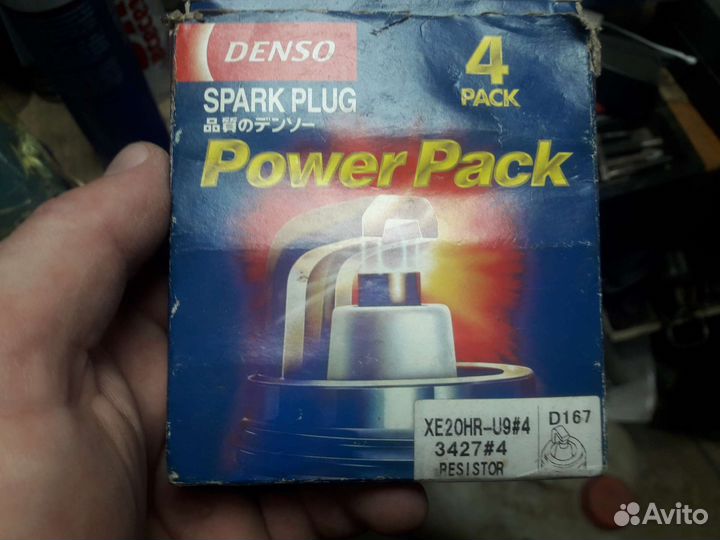 DENSO
4
PACK
SPARK PLUG
品質のデンソー
Power Pack
XE20HR-U9#4
D167
3427#4
RESISTOR
Avito